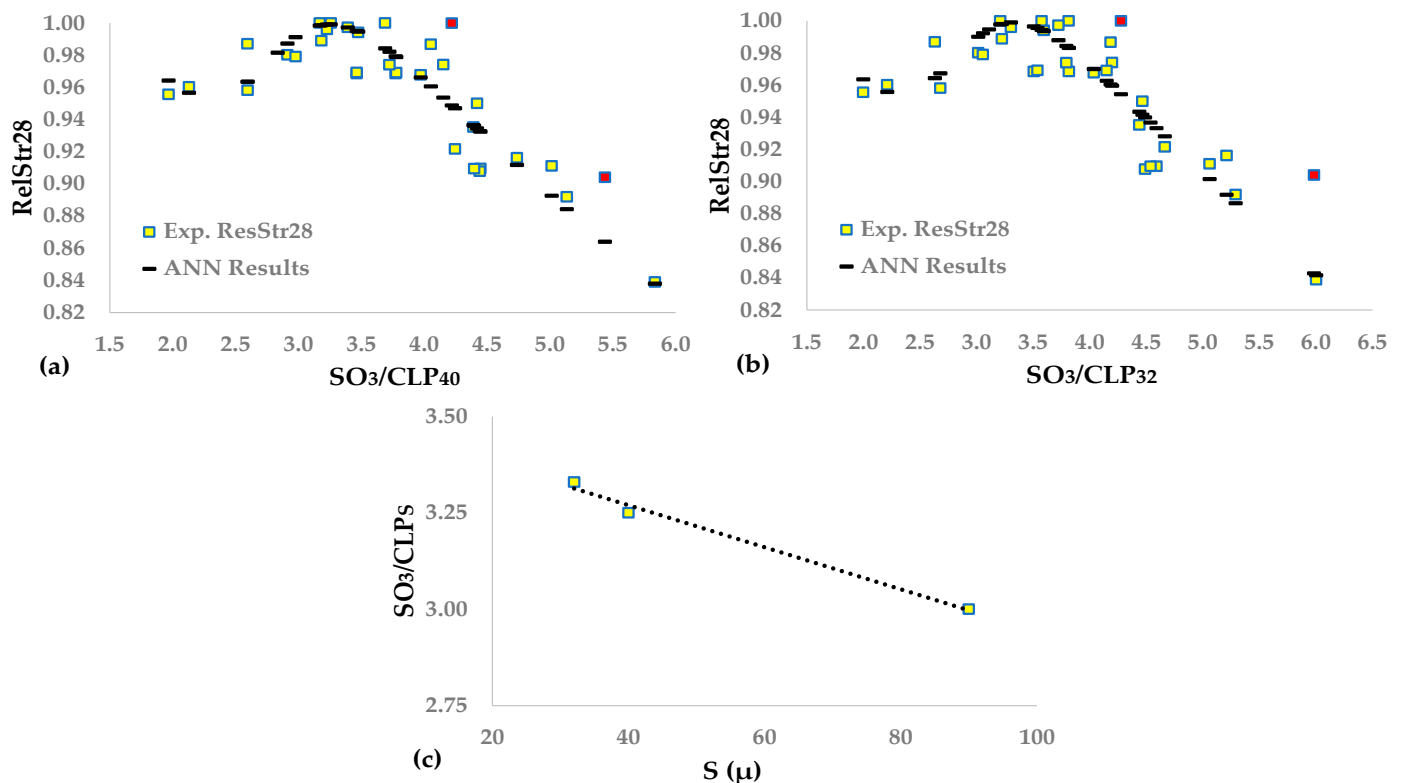 RelStr28
1.00
0.98
0.96
0.94
0.92
0.90
0.88
0.86
0.84
0.82
Exp. ResStr28
ANN Results
1.5 2.0 2.5 3.0 3.5 4.0 4.5 5.0 5.5 6.0
(a)
SO₃/CLP₄₀
RelStr28
1.00
0.98
0.96
0.94
0.92
0.90
0.88
0.86
0.84
0.82
Exp. ResStr28
ANN Results
1.5 2.0 2.5 3.0 3.5 4.0 4.5 5.0 5.5 6.0 6.5
(b)
SO₃/CLP₃₂
SO₃/CLPs
3.50
3.25
3.00
2.75
20 40 60 80 100
(c)
S (μ)